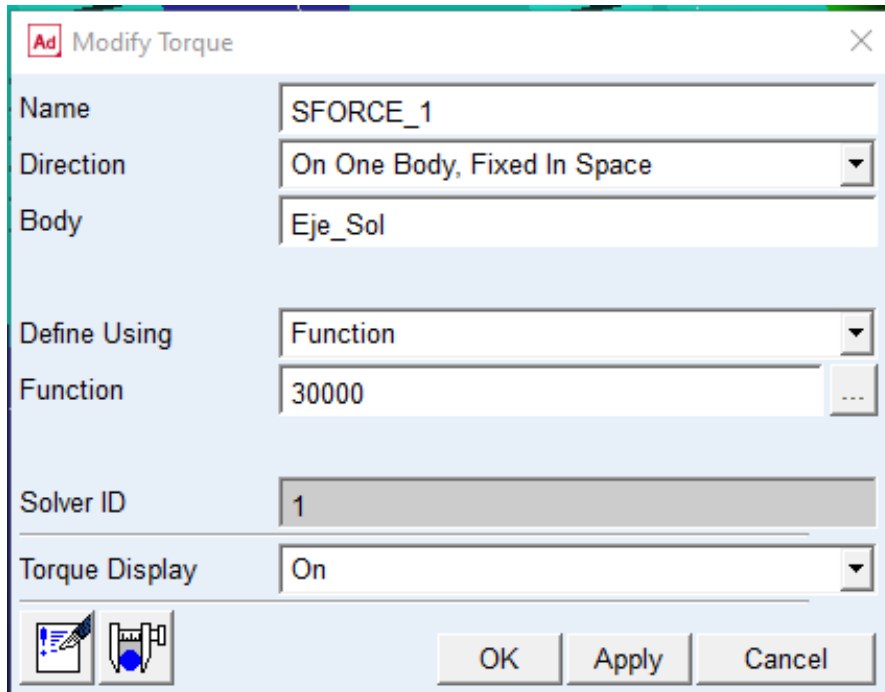 Ad Modify Torque
Name SFORCE_1
Direction On One Body, Fixed In Space
Body Eje_Sol
Define Using Function
Function 30000 ...
Solver ID 1
Torque Display On
OK Apply Cancel